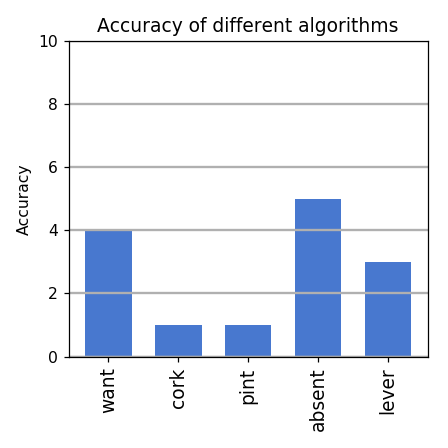 Accuracy of different algorithms
Accuracy
10
8
6
4
2
0
want
cork
pint
absent
lever